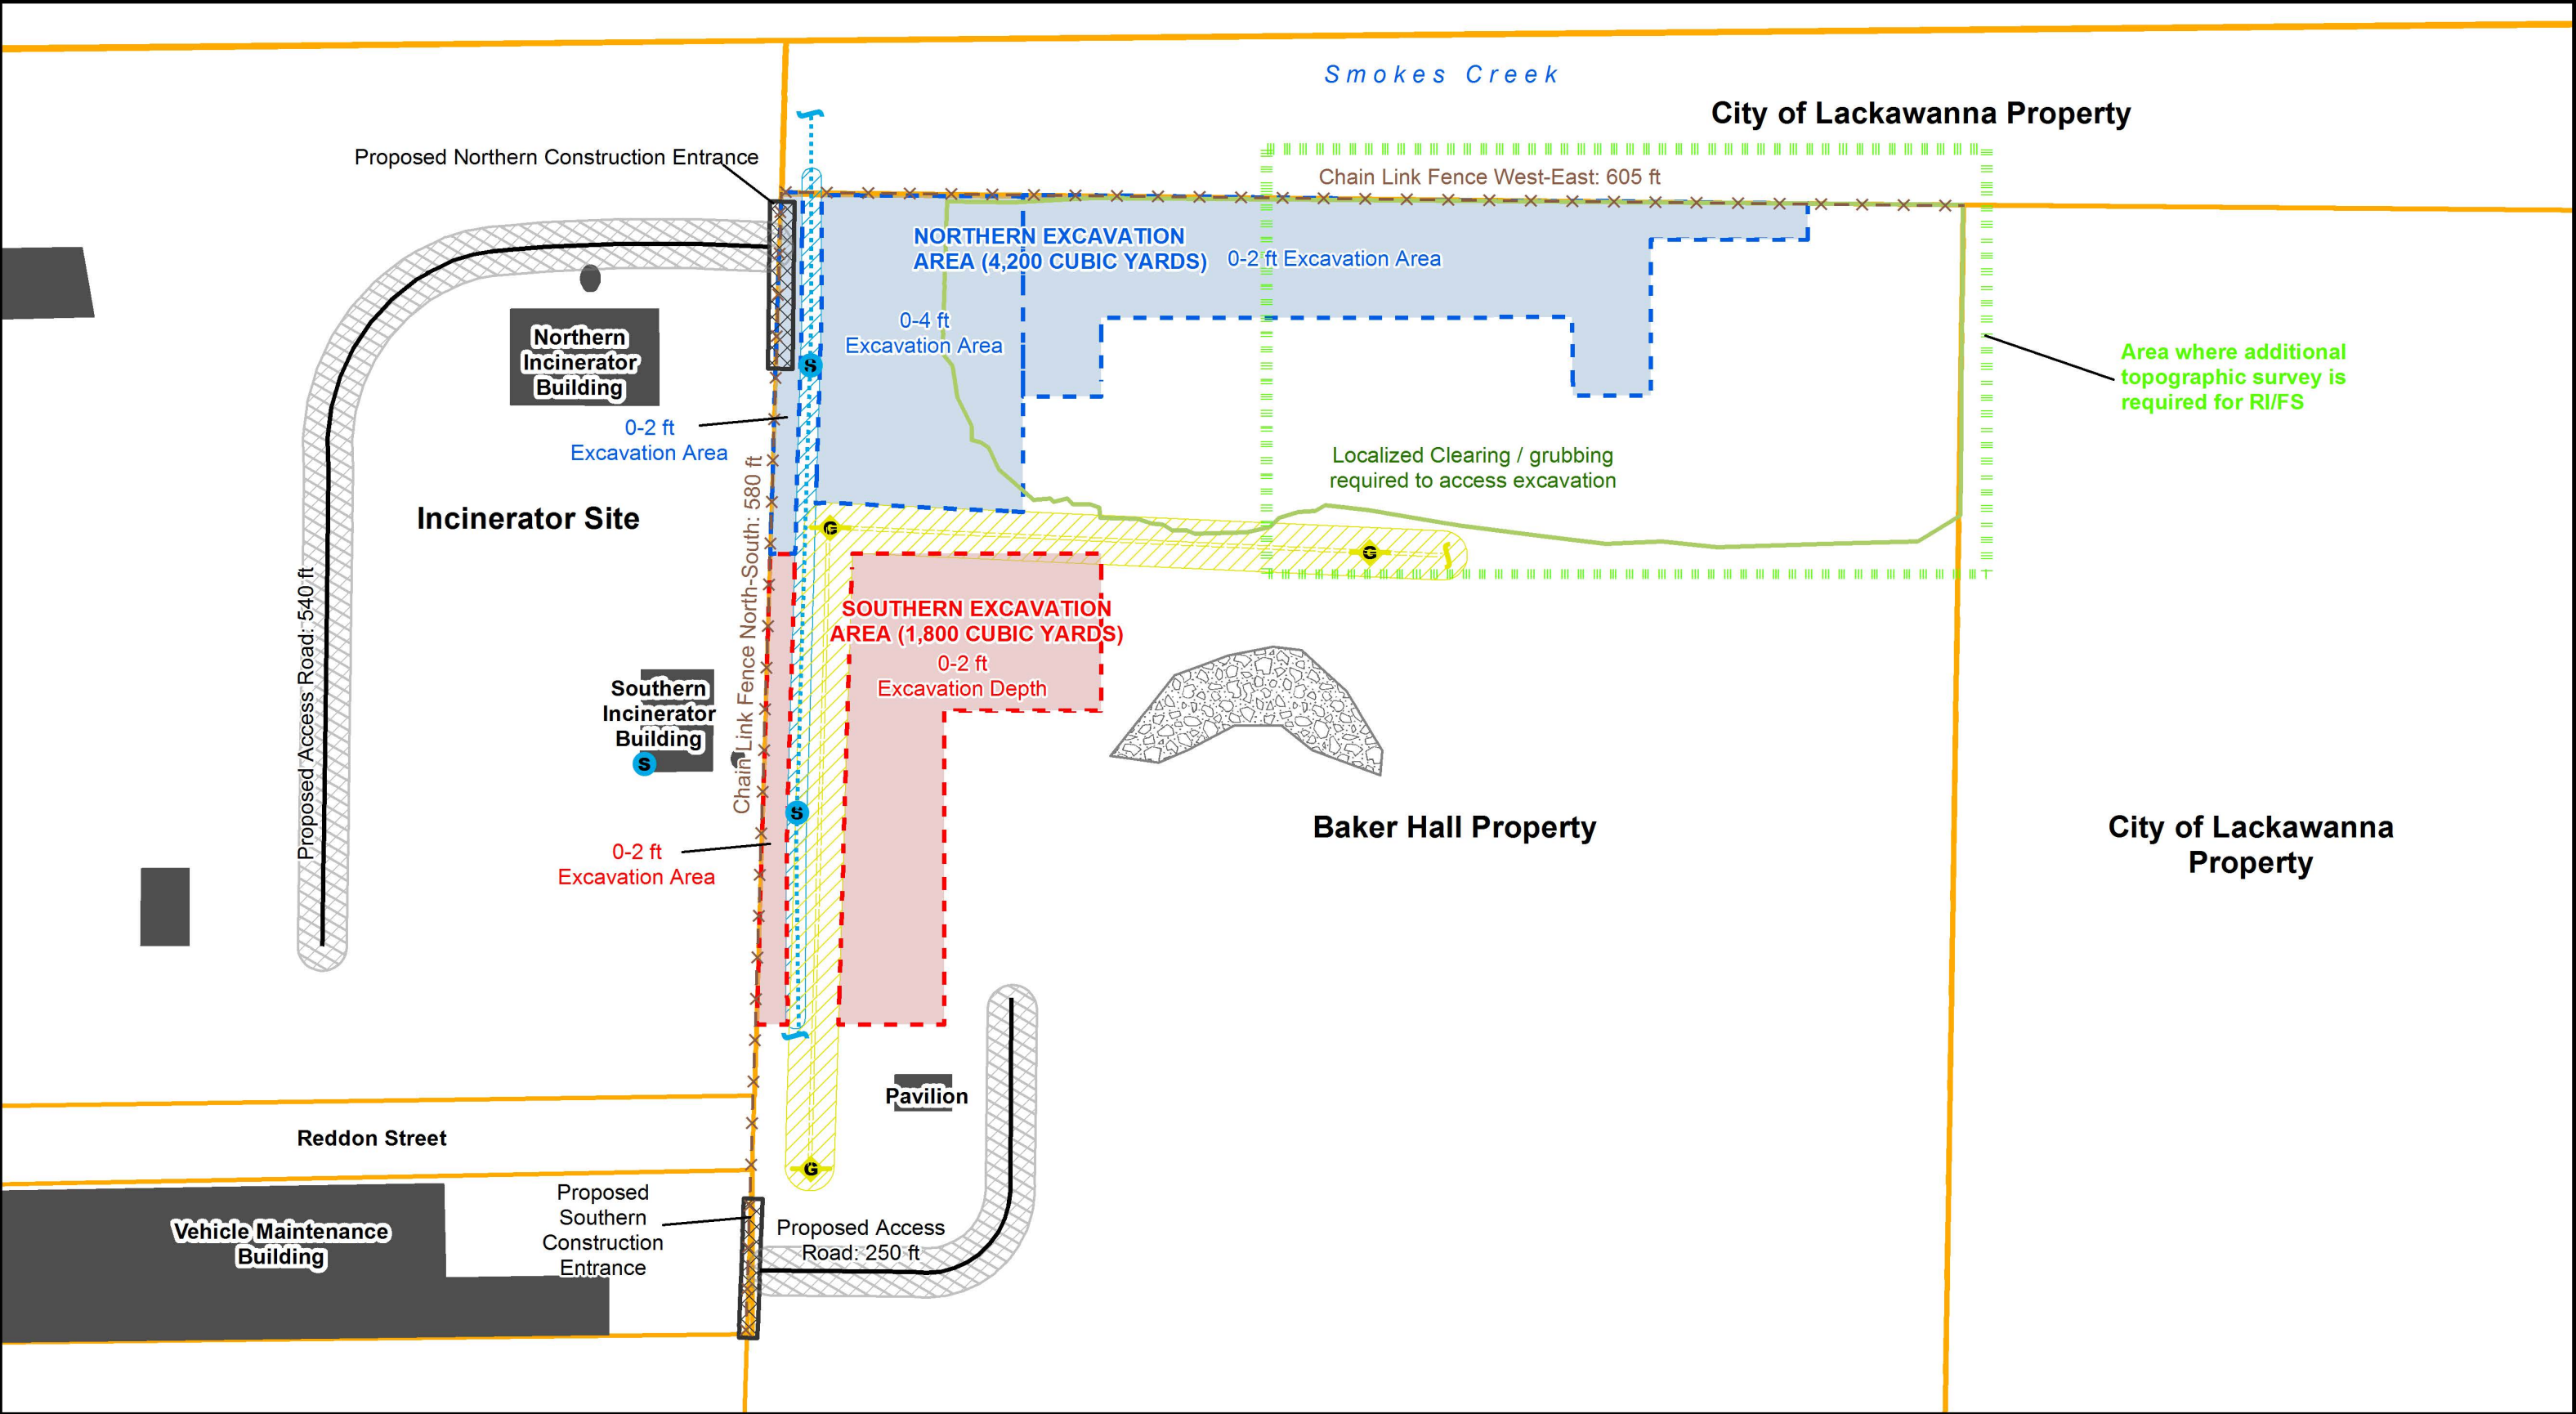 Smokes Creek
City of Lackawanna Property
Proposed Northern Construction Entrance
Chain Link Fence West-East: 605 ft
NORTHERN EXCAVATION
AREA (4,200 CUBIC YARDS)
0-2 ft Excavation Area
0-4 ft
Excavation Area
S
Northern
Incinerator
Building
Area where additional
topographic survey is
required for RI/FS
0-2 ft
Excavation Area
Localized Clearing / grubbing
required to access excavation
Incinerator Site
Chain Link Fence North-South: 580 ft
G
G
Proposed Access Road: 540 ft
SOUTHERN EXCAVATION
AREA (1,800 CUBIC YARDS)
0-2 ft
Excavation Depth
Southern
Incinerator
Building
S
S
Baker Hall Property
City of Lackawanna
Property
0-2 ft
Excavation Area
Pavilion
Reddon Street
G
Vehicle Maintenance
Building
Proposed
Southern
Construction
Entrance
Proposed Access
Road: 250 ft